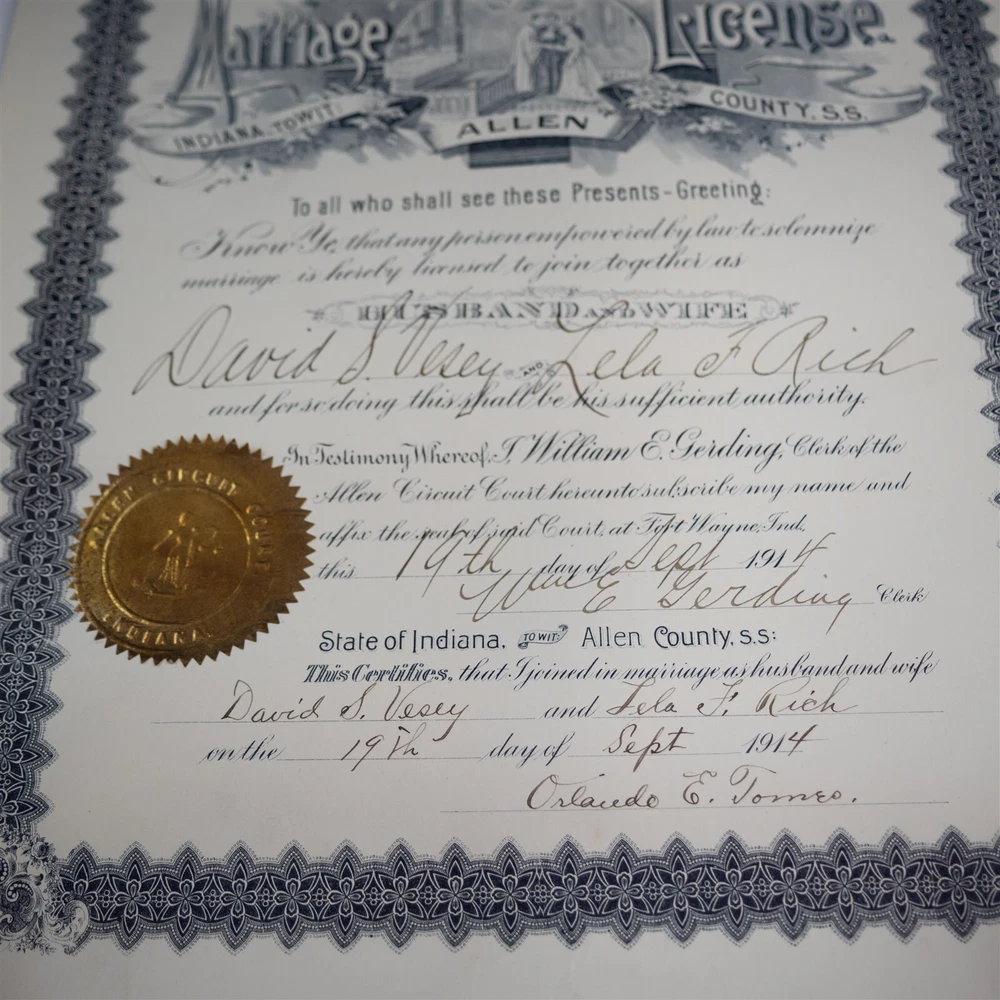 Marriage License.
INDIANA, TO WIT: ALLEN COUNTY, S.S.
To all who shall see these Presents-Greeting:
Know Ye, that any person empowered by law to solemnize
marriage is hereby licensed to join together as
HUSBAND AND WIFE
David S. Vesey AND Lela F Rich
and for so doing this shall be his sufficient authority.
In Testimony Whereof, I, William E. Gerding, Clerk of the
Allen Circuit Court hereunto subscribe my name and
affix the seal of said Court, at Fort Wayne, Ind.
this 19th day of Sept 1914
Wm E Gerding Clerk
ALLEN CIRCUIT COURT
INDIANA
State of Indiana, TO WIT: Allen County, s.s:
This Certifies, that I joined in marriage as husband and wife
David S. Vesey and Lela F. Rich
on the 19th day of Sept 1914
Orlando E. Tomes.